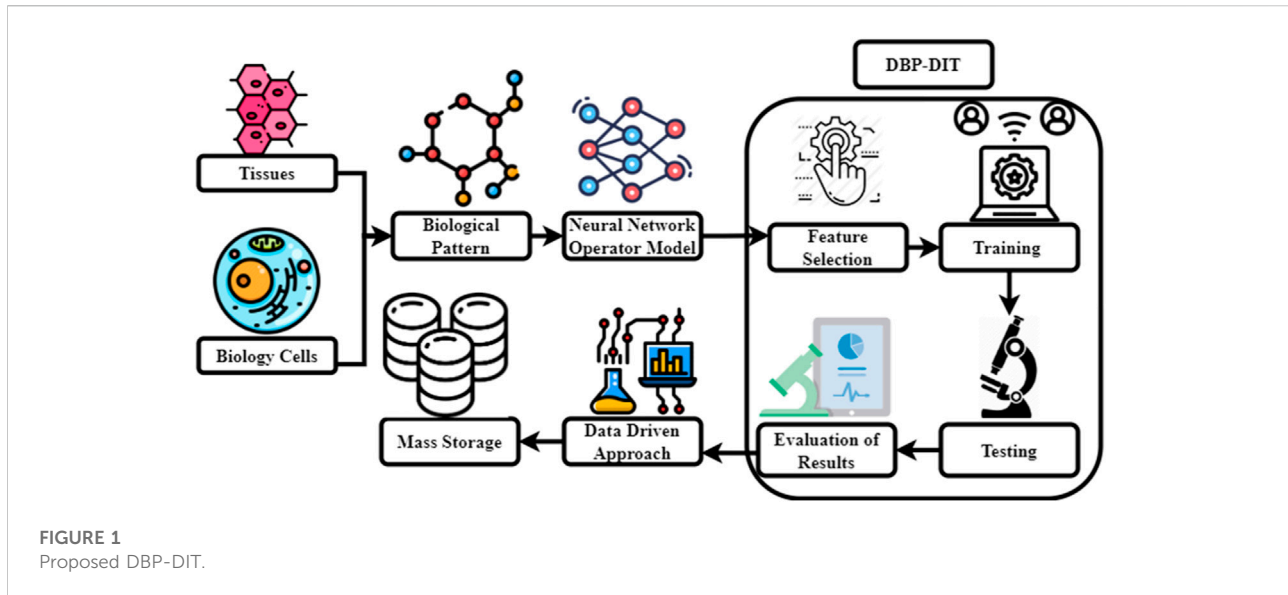 DBP-DIT
Tissues
Biological
Pattern
Neural Network
Operator Model
Feature
Selection
Training
Biology Cells
Mass Storage
Data Driven
Approach
Evaluation of
Results
Testing
FIGURE 1
Proposed DBP-DIT.